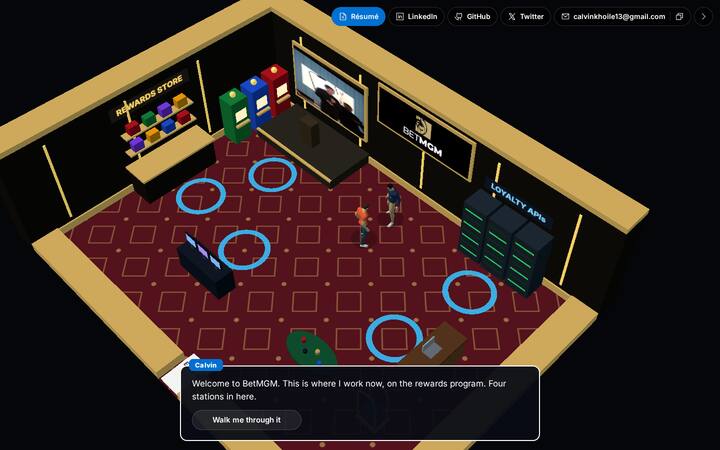 Résumé
LinkedIn
GitHub
Twitter
calvinkhoile13@gmail.com
REWARDS STORE
BETMGM
LOYALTY APIs
Calvin
Welcome to BetMGM. This is where I work now, on the rewards program. Four
stations in here.
Walk me through it